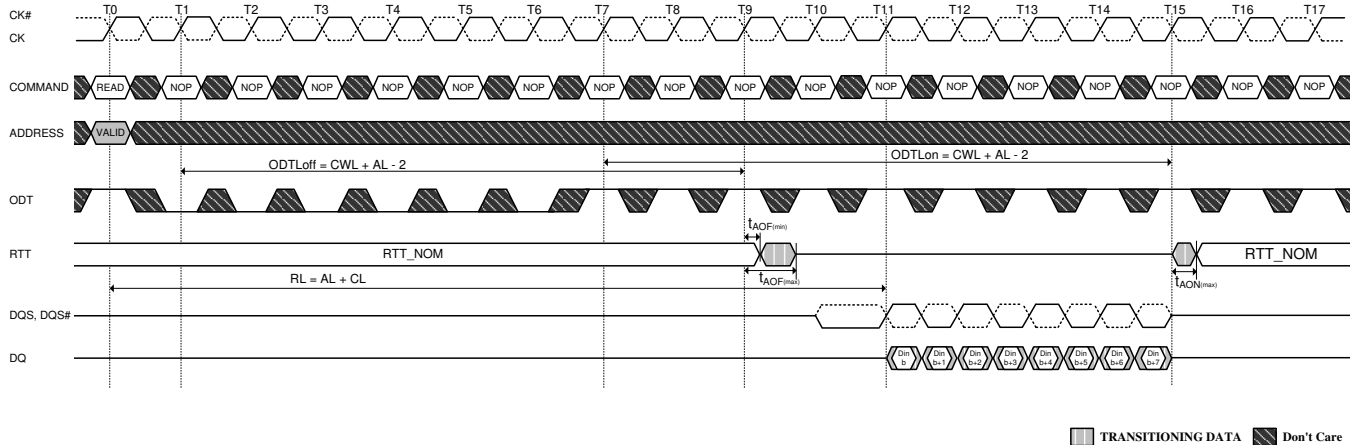 CK#
CK
T0 T1 T2 T3 T4 T5 T6 T7 T8 T9 T10 T11 T12 T13 T14 T15 T16 T17
COMMAND READ NOP NOP NOP NOP NOP NOP NOP NOP NOP NOP NOP NOP NOP NOP NOP NOP NOP
ADDRESS VALID
ODTLoff = CWL + AL - 2 ODTLon = CWL + AL - 2
ODT
tAOF(min)
RTT RTT_NOM RTT_NOM
RL = AL + CL tAOF(max) tAON(max)
DQS, DQS#
DQ Din b Din b+1 Din b+2 Din b+3 Din b+4 Din b+5 Din b+6 Din b+7
TRANSITIONING DATA Don't Care